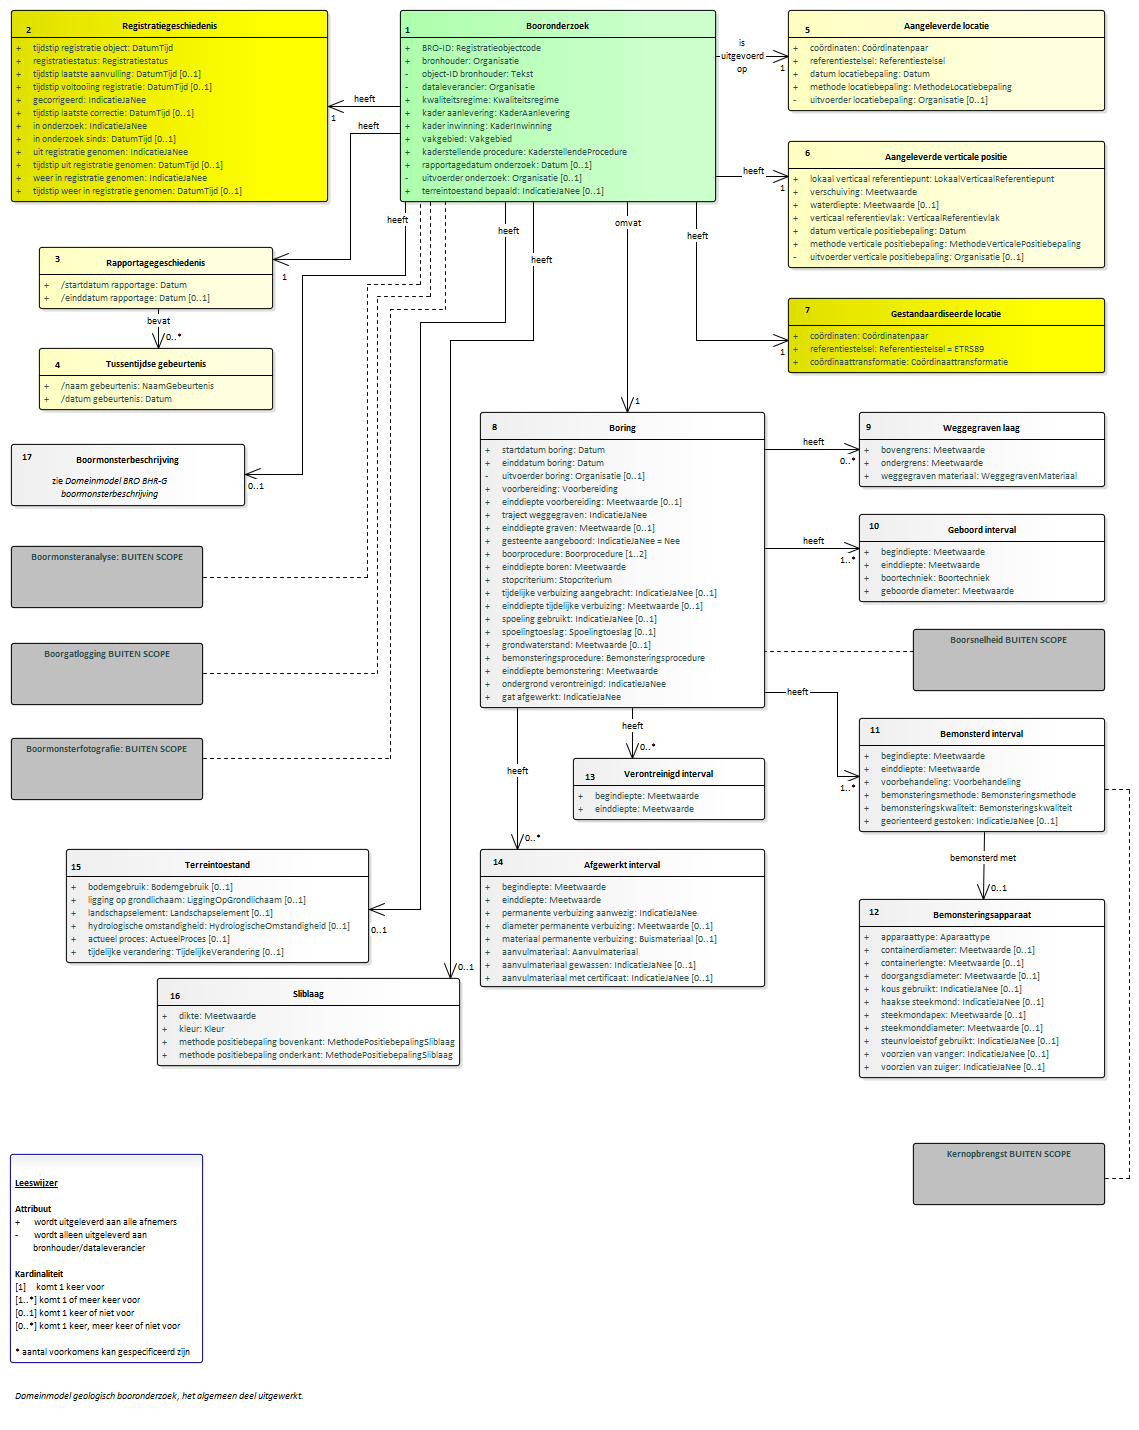 2 Registratiegeschiedenis
+ tijdstip registratie object: DatumTijd
+ registratiestatus: Registratiestatus
+ tijdstip laatste aanvulling: DatumTijd [0..1]
+ tijdstip voltooiing registratie: DatumTijd [0..1]
+ gecorrigeerd: IndicatieJaNee
+ tijdstip laatste correctie: DatumTijd [0..1]
+ in onderzoek: IndicatieJaNee
+ in onderzoek sinds: DatumTijd [0..1]
+ uit registratie genomen: IndicatieJaNee
+ tijdstip uit registratie genomen: DatumTijd [0..1]
+ weer in registratie genomen: IndicatieJaNee
+ tijdstip weer in registratie genomen: DatumTijd [0..1]
1 Booronderzoek
+ BRO-ID: Registratieobjectcode
+ bronhouder: Organisatie
- object-ID bronhouder: Tekst
- dataleverancier: Organisatie
+ kwaliteitsregime: Kwaliteitsregime
+ kader aanlevering: KaderAanlevering
+ kader inwinning: KaderInwinning
+ vakgebied: Vakgebied
+ kaderstellende procedure: KaderstellendeProcedure
+ rapportagedatum onderzoek: Datum [0..1]
- uitvoerder onderzoek: Organisatie [0..1]
+ terreintoestand bepaald: IndicatieJaNee [0..1]
is
uitgevoerd
op
1
5 Aangeleverde locatie
+ coördinaten: Coördinatenpaar
+ referentiestelsel: Referentiestelsel
+ datum locatiebepaling: Datum
+ methode locatiebepaling: MethodeLocatiebepaling
- uitvoerder locatiebepaling: Organisatie [0..1]
heeft
1
heeft
1
heeft
1
6 Aangeleverde verticale positie
+ lokaal verticaal referentiepunt: LokaalVerticaalReferentiepunt
+ verschuiving: Meetwaarde
+ waterdiepte: Meetwaarde [0..1]
+ verticaal referentievlak: VerticaalReferentievlak
+ datum verticale positiebepaling: Datum
+ methode verticale positiebepaling: MethodeVerticalePositiebepaling
- uitvoerder verticale positiebepaling: Organisatie [0..1]
heeft
heeft
heeft
omvat
heeft
3 Rapportagegeschiedenis
+ /startdatum rapportage: Datum
+ /einddatum rapportage: Datum [0..1]
bevat
0..*
4 Tussentijdse gebeurtenis
+ /naam gebeurtenis: NaamGebeurtenis
+ /datum gebeurtenis: Datum
1
7 Gestandaardiseerde locatie
+ coördinaten: Coördinatenpaar
+ referentiestelsel: Referentiestelsel = ETRS89
+ coördinaattransformatie: Coördinaattransformatie
1
17 Boormonsterbeschrijving
zie Domeinmodel BRO BHR-G
boormonsterbeschrijving
0..1
Boormonsteranalyse: BUITEN SCOPE
Boorgatlogging BUITEN SCOPE
Boormonsterfotografie: BUITEN SCOPE
8 Boring
+ startdatum boring: Datum
+ einddatum boring: Datum
- uitvoerder boring: Organisatie [0..1]
+ voorbereiding: Voorbereiding
+ einddiepte voorbereiding: Meetwaarde [0..1]
+ traject weggegraven: IndicatieJaNee
+ einddiepte graven: Meetwaarde [0..1]
+ gesteente aangeboord: IndicatieJaNee = Nee
+ boorprocedure: Boorprocedure [1..2]
+ einddiepte boren: Meetwaarde
+ stopcriterium: Stopcriterium
+ tijdelijke verbuizing aangebracht: IndicatieJaNee [0..1]
+ einddiepte tijdelijke verbuizing: Meetwaarde [0..1]
+ spoeling gebruikt: IndicatieJaNee [0..1]
+ spoelingtoeslag: Spoelingtoeslag [0..1]
+ grondwaterstand: Meetwaarde [0..1]
+ bemonsteringsprocedure: Bemonsteringsprocedure
+ einddiepte bemonstering: Meetwaarde
+ ondergrond verontreinigd: IndicatieJaNee
+ gat afgewerkt: IndicatieJaNee
heeft
0..*
9 Weggegraven laag
+ bovengrens: Meetwaarde
+ ondergrens: Meetwaarde
+ weggegraven materiaal: WeggegravenMateriaal
heeft
1..*
10 Geboord interval
+ begindiepte: Meetwaarde
+ einddiepte: Meetwaarde
+ boortechniek: Boortechniek
+ geboorde diameter: Meetwaarde
Boorsnelheid BUITEN SCOPE
heeft
1..*
11 Bemonsterd interval
+ begindiepte: Meetwaarde
+ einddiepte: Meetwaarde
+ voorbehandeling: Voorbehandeling
+ bemonsteringsmethode: Bemonsteringsmethode
+ bemonsteringskwaliteit: Bemonsteringskwaliteit
+ georienteerd gestoken: IndicatieJaNee [0..1]
heeft
0..*
13 Verontreinigd interval
+ begindiepte: Meetwaarde
+ einddiepte: Meetwaarde
heeft
0..*
14 Afgewerkt interval
+ begindiepte: Meetwaarde
+ einddiepte: Meetwaarde
+ permanente verbuizing aanwezig: IndicatieJaNee
+ diameter permanente verbuizing: Meetwaarde [0..1]
+ materiaal permanente verbuizing: Buismateriaal [0..1]
+ aanvulmateriaal: Aanvulmateriaal
+ aanvulmateriaal gewassen: IndicatieJaNee [0..1]
+ aanvulmateriaal met certificaat: IndicatieJaNee [0..1]
bemonsterd met
0..1
12 Bemonsteringsapparaat
+ apparaattype: Aparaattype
+ containerdiameter: Meetwaarde [0..1]
+ containerlengte: Meetwaarde [0..1]
+ doorgangsdiameter: Meetwaarde [0..1]
+ kous gebruikt: IndicatieJaNee [0..1]
+ haakse steekmond: IndicatieJaNee [0..1]
+ steekmondapex: Meetwaarde [0..1]
+ steekmonddiameter: Meetwaarde [0..1]
+ steunvloeistof gebruikt: IndicatieJaNee [0..1]
+ voorzien van vanger: IndicatieJaNee [0..1]
+ voorzien van zuiger: IndicatieJaNee [0..1]
15 Terreintoestand
+ bodemgebruik: Bodemgebruik [0..1]
+ ligging op grondlichaam: LiggingOpGrondlichaam [0..1]
+ landschapselement: Landschapselement [0..1]
+ hydrologische omstandigheid: HydrologischeOmstandigheid [0..1]
+ actueel proces: ActueelProces [0..1]
+ tijdelijke verandering: TijdelijkeVerandering [0..1]
0..1
0..1
16 Sliblaag
+ dikte: Meetwaarde
+ kleur: Kleur
+ methode positiebepaling bovenkant: MethodePositiebepalingSliblaag
+ methode positiebepaling onderkant: MethodePositiebepalingSliblaag
Kernopbrengst BUITEN SCOPE
Leeswijzer
Attribuut
+ wordt uitgeleverd aan alle afnemers
- wordt alleen uitgeleverd aan
bronhouder/dataleverancier
Kardinaliteit
[1] komt 1 keer voor
[1..*] komt 1 of meer keer voor
[0..1] komt 1 keer of niet voor
[0..*] komt 1 keer, meer keer of niet voor
* aantal voorkomens kan gespecificeerd zijn
Domeinmodel geologisch booronderzoek, het algemeen deel uitgewerkt.